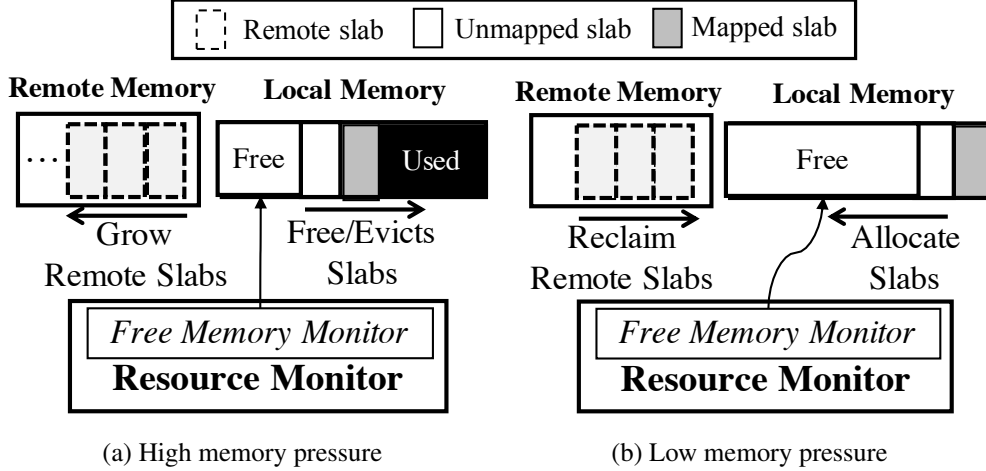 Remote slab Unmapped slab Mapped slab
Remote Memory Local Memory
... Free Used
Grow
Remote Slabs
Free/Evicts
Slabs
Free Memory Monitor
Resource Monitor
(a) High memory pressure
Remote Memory Local Memory
Free
Reclaim
Remote Slabs
Allocate
Slabs
Free Memory Monitor
Resource Monitor
(b) Low memory pressure